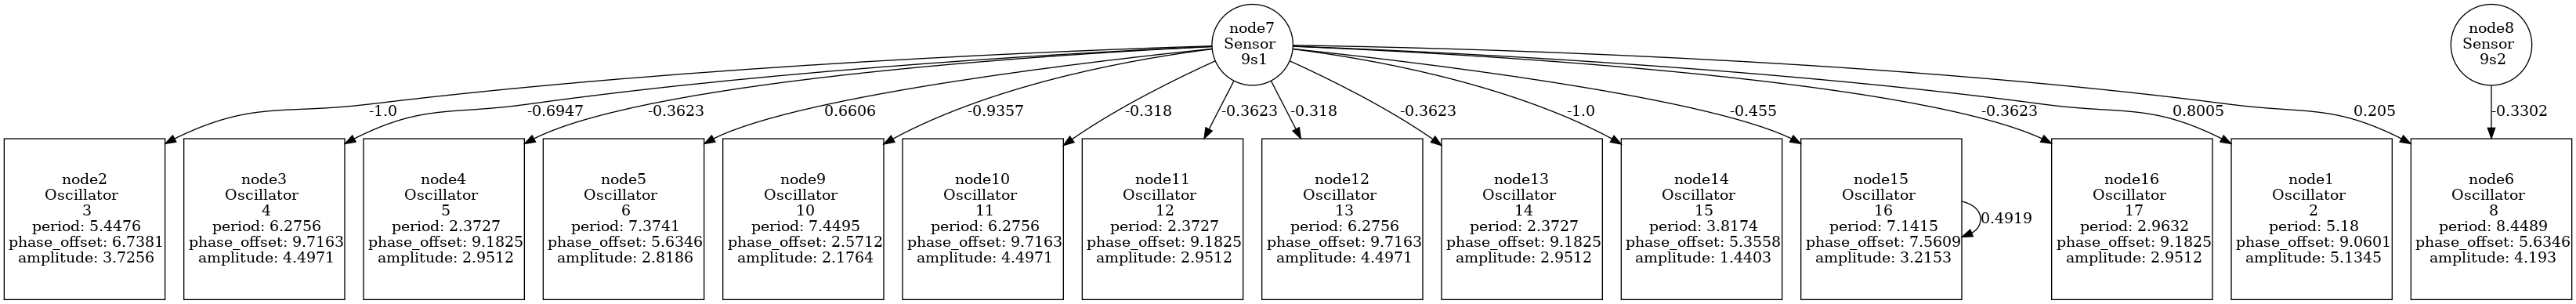 node7
Sensor
9s1
node8
Sensor
9s2
-1.0
-0.6947
-0.3623
0.6606
-0.9357
-0.318
-0.3623
-0.318
-0.3623
-1.0
-0.455
-0.3623
0.8005
0.205
-0.3302
node2
Oscillator
3
period: 5.4476
phase_offset: 6.7381
amplitude: 3.7256
node3
Oscillator
4
period: 6.2756
phase_offset: 9.7163
amplitude: 4.4971
node4
Oscillator
5
period: 2.3727
phase_offset: 9.1825
amplitude: 2.9512
node5
Oscillator
6
period: 7.3741
phase_offset: 5.6346
amplitude: 2.8186
node9
Oscillator
10
period: 7.4495
phase_offset: 2.5712
amplitude: 2.1764
node10
Oscillator
11
period: 6.2756
phase_offset: 9.7163
amplitude: 4.4971
node11
Oscillator
12
period: 2.3727
phase_offset: 9.1825
amplitude: 2.9512
node12
Oscillator
13
period: 6.2756
phase_offset: 9.7163
amplitude: 4.4971
node13
Oscillator
14
period: 2.3727
phase_offset: 9.1825
amplitude: 2.9512
node14
Oscillator
15
period: 3.8174
phase_offset: 5.3558
amplitude: 1.4403
node15
Oscillator
16
period: 7.1415
phase_offset: 7.5609
amplitude: 3.2153
0.4919
node16
Oscillator
17
period: 2.9632
phase_offset: 9.1825
amplitude: 2.9512
node1
Oscillator
2
period: 5.18
phase_offset: 9.0601
amplitude: 5.1345
node6
Oscillator
8
period: 8.4489
phase_offset: 5.6346
amplitude: 4.193